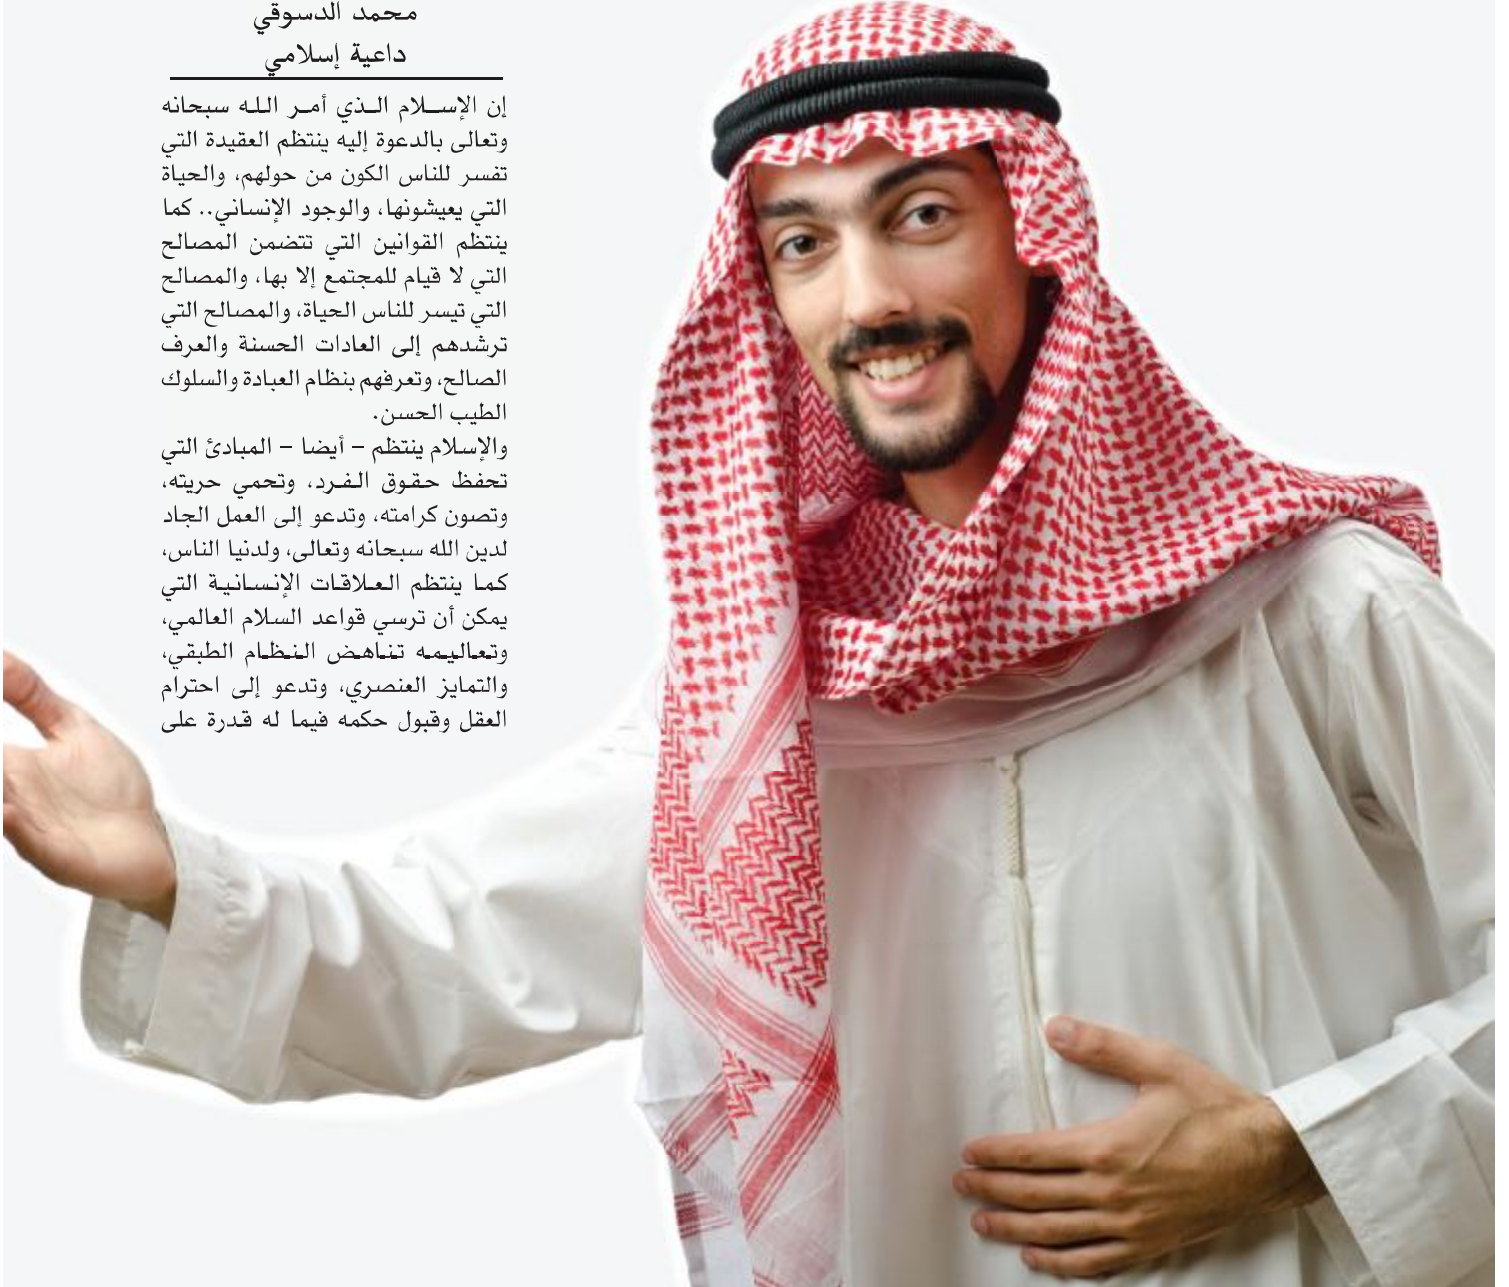 محمد الدسوقي
داعية إسلامي
إن الإسلام الذي أمر الله سبحانه
وتعالى بالدعوة إليه ينتظم العقيدة التي
تفسر للناس الكون من حولهم، والحياة
التي يعيشونها، والوجود الإنساني.. كما
ينتظم القوانين التي تتضمن المصالح
التي لا قيام للمجتمع إلا بها، والمصالح
التي تيسر للناس الحياة، والمصالح التي
ترشدهم إلى العادات الحسنة والعرف
الصالح، وتعرفهم بنظام العبادة والسلوك
الطيب الحسن.
والإسلام ينتظم – أيضا – المبادئ التي
تحفظ حقوق الفرد، وتحمي حريته،
وتصون كرامته، وتدعو إلى العمل الجاد
لدين الله سبحانه وتعالى، ولدنيا الناس،
كما ينتظم العلاقات الإنسانية التي
يمكن أن ترسي قواعد السلام العالمي،
وتعاليمه تناهض النظام الطبقي،
والتمايز العنصري، وتدعو إلى احترام
العقل وقبول حكمه فيما له قدرة على